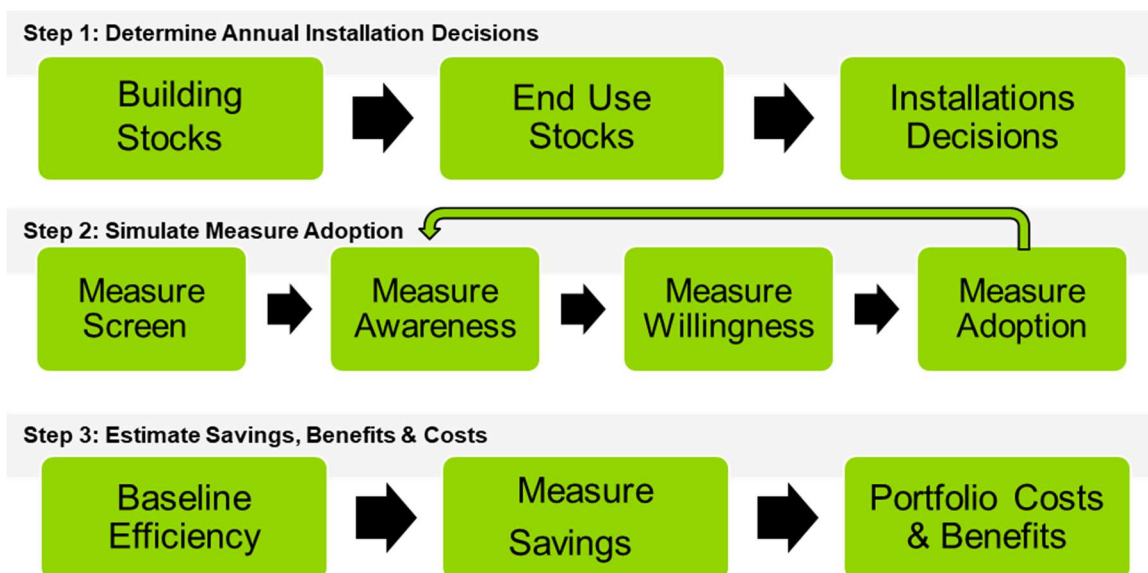 Step 1: Determine Annual Installation Decisions
Building
Stocks
End Use
Stocks
Installations
Decisions
Step 2: Simulate Measure Adoption
Measure
Screen
Measure
Awareness
Measure
Willingness
Measure
Adoption
Step 3: Estimate Savings, Benefits & Costs
Baseline
Efficiency
Measure
Savings
Portfolio Costs
& Benefits